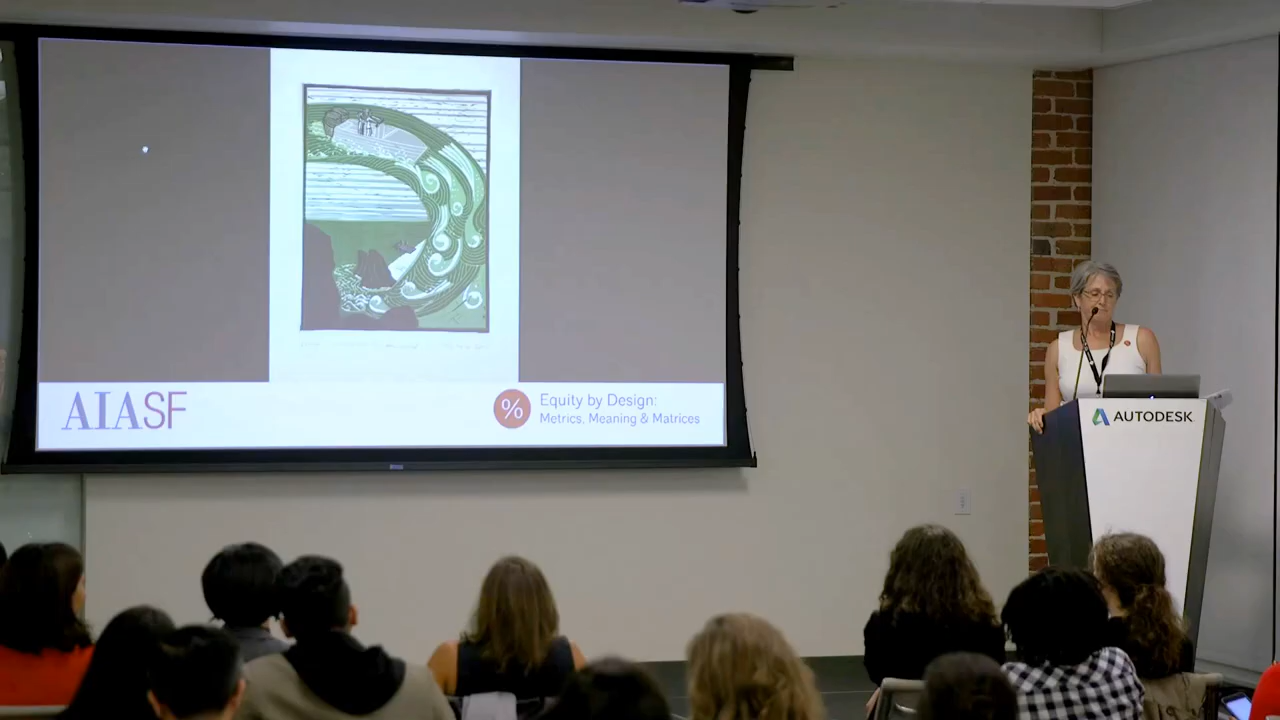 AIASF
%
Equity by Design:
Metrics, Meaning & Matrices
AUTODESK